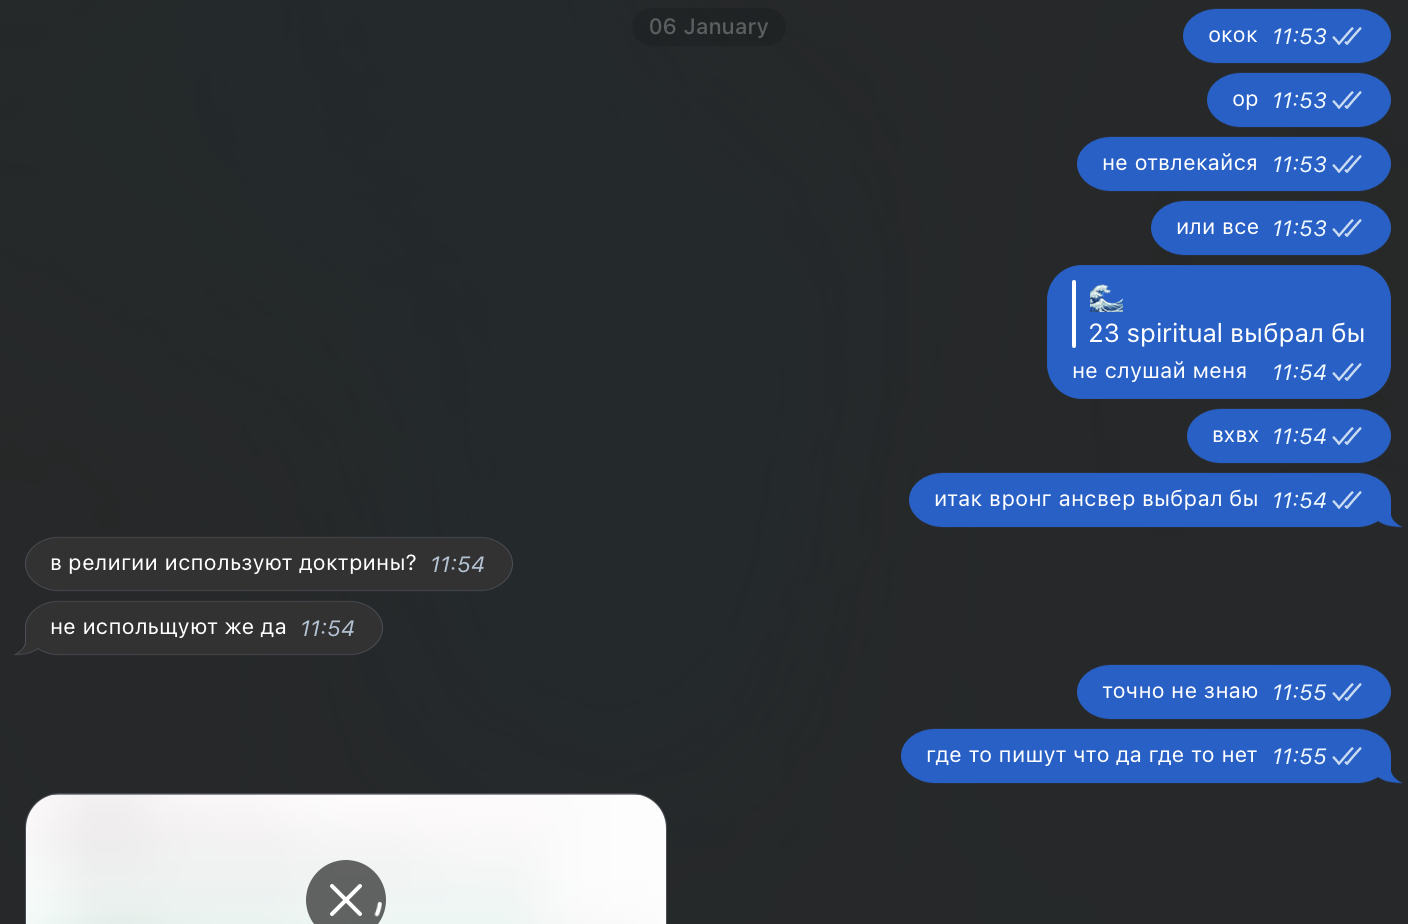 06 January
окок 11:53
ор 11:53
не отвлекайся 11:53
или все 11:53
🌊
23 spiritual выбрал бы
не слушай меня 11:54
вхвх 11:54
итак вронг ансвер выбрал бы 11:54
в религии используют доктрины? 11:54
не испольщуют же да 11:54
точно не знаю 11:55
где то пишут что да где то нет 11:55